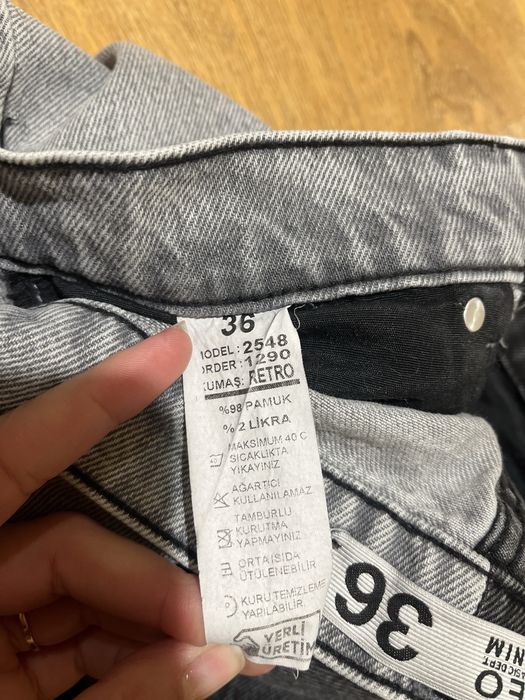 36
MODEL: 2548
ORDER: 1290
KUMAŞ: RETRO
%98 PAMUK
% 2 LİKRA
MAKSİMUM 40 C
SICAKLIKTA
YIKAYINIZ
AĞARTICI
KULLANILAMAZ
TAMBURLU
KURUTMA
YAPMAYINIZ
ORTA ISIDA
ÜTÜLENEBİLİR
KURU TEMİZLEME
YAPILABİLİR.
YERLİ
ÜRETİM
36